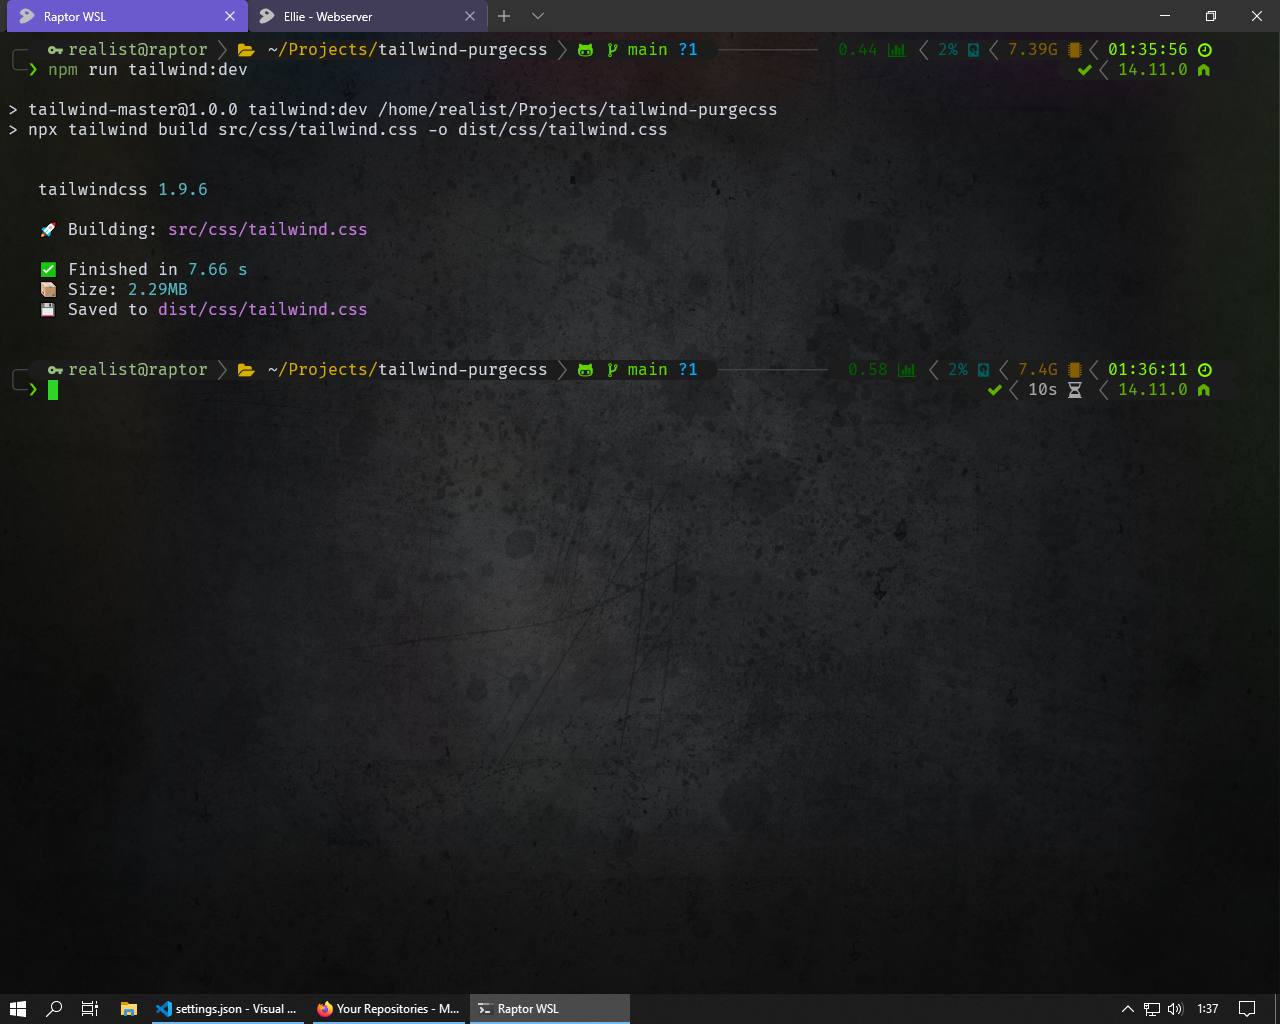 Raptor WSL
Ellie - Webserver
realist@raptor ~/Projects/tailwind-purgecss main ?1 0.44 2% 7.39G 01:35:56
❯ npm run tailwind:dev ✔ 14.11.0
> tailwind-master@1.0.0 tailwind:dev /home/realist/Projects/tailwind-purgecss
> npx tailwind build src/css/tailwind.css -o dist/css/tailwind.css
tailwindcss 1.9.6
🚀 Building: src/css/tailwind.css
✅ Finished in 7.66 s
📦 Size: 2.29MB
💾 Saved to dist/css/tailwind.css
realist@raptor ~/Projects/tailwind-purgecss main ?1 0.58 2% 7.4G 01:36:11
❯ ✔ 10s 14.11.0
settings.json - Visual ...
Your Repositories - M...
Raptor WSL
1:37